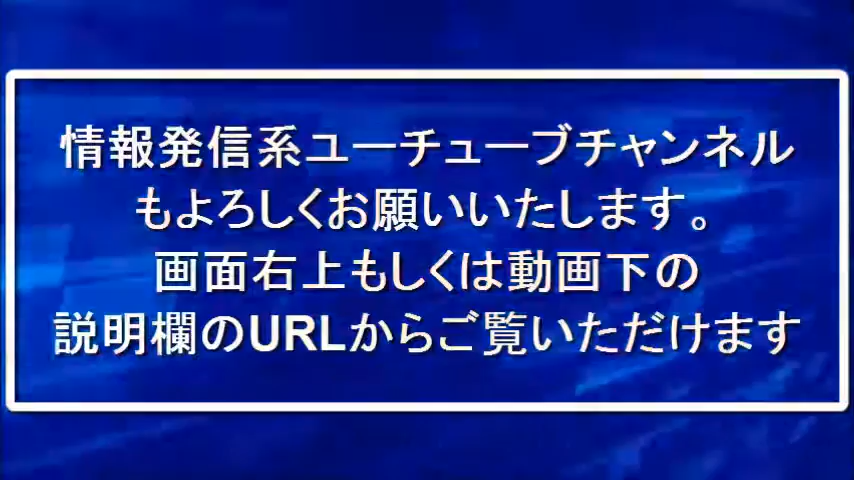 情報発信系ユーチューブチャンネル
もよろしくお願いいたします。
画面右上もしくは動画下の
説明欄のURLからご覧いただけます